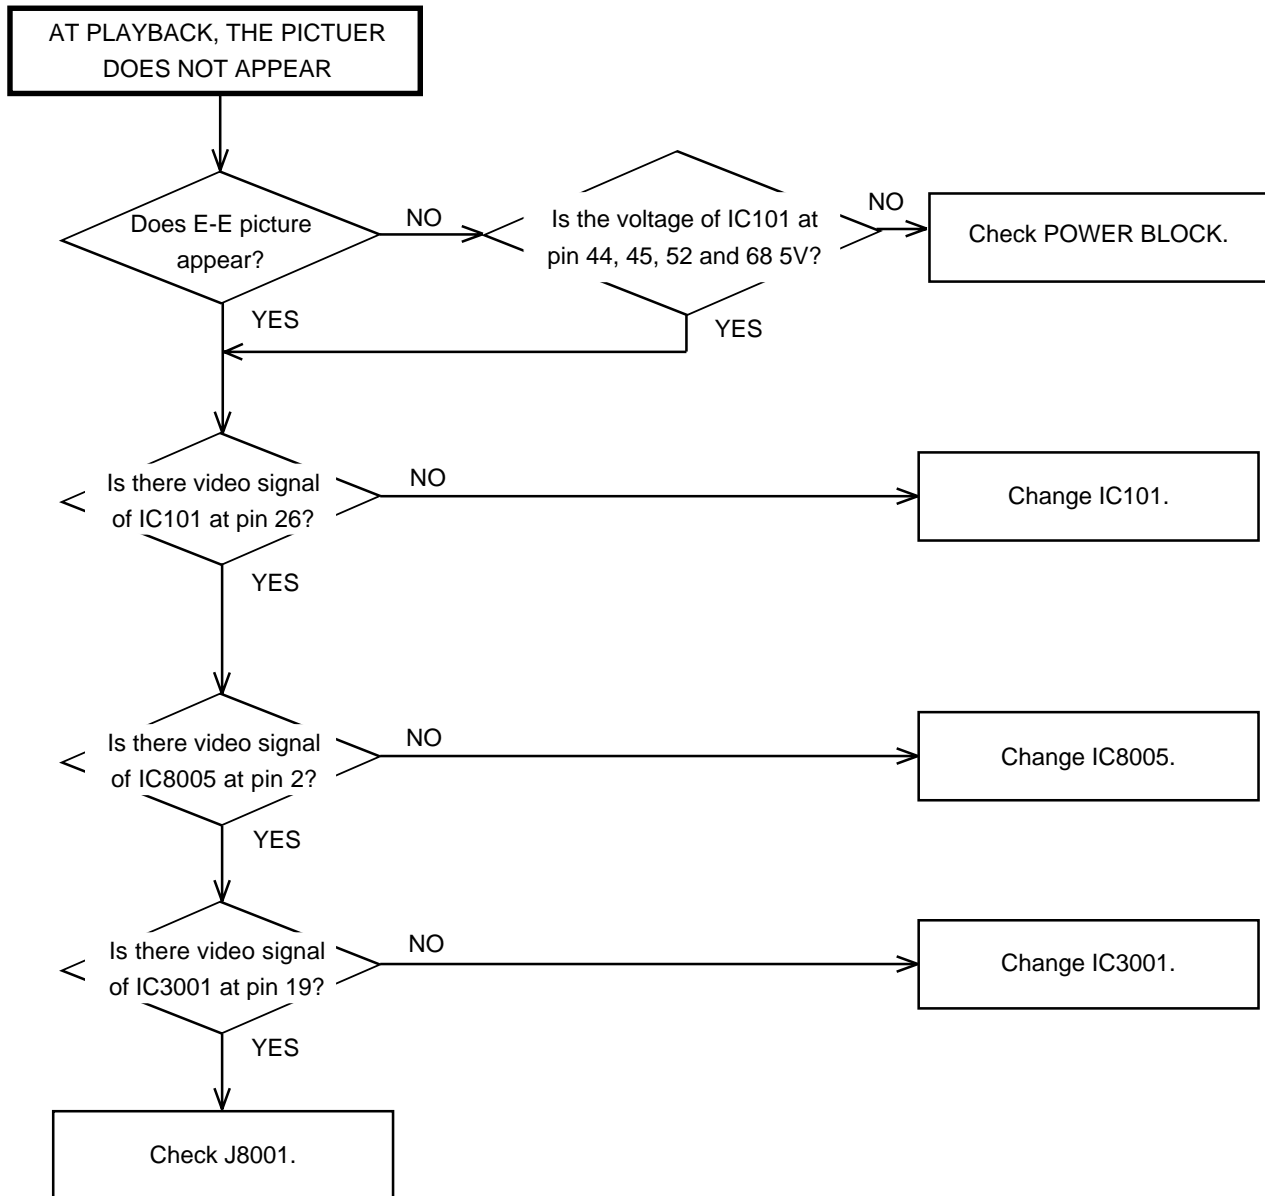 AT PLAYBACK, THE PICTUER
DOES NOT APPEAR
Does E-E picture
appear?
NO
Is the voltage of IC101 at
pin 44, 45, 52 and 68 5V?
NO
Check POWER BLOCK.
YES
YES
Is there video signal
of IC101 at pin 26?
NO
Change IC101.
YES
Is there video signal
of IC8005 at pin 2?
NO
Change IC8005.
YES
Is there video signal
of IC3001 at pin 19?
NO
Change IC3001.
YES
Check J8001.